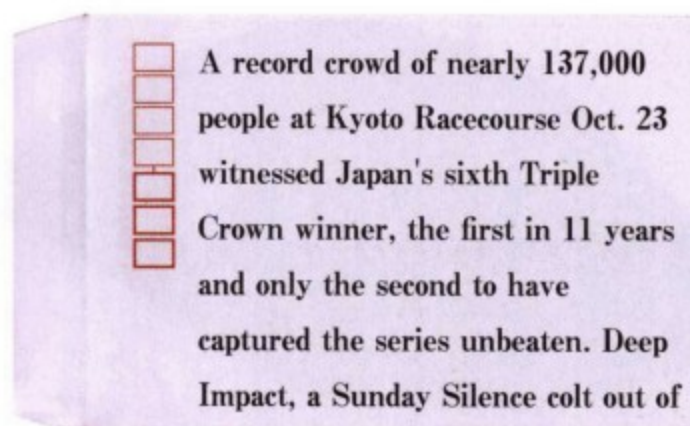 A record crowd of nearly 137,000
people at Kyoto Racecourse Oct. 23
witnessed Japan's sixth Triple
Crown winner, the first in 11 years
and only the second to have
captured the series unbeaten. Deep
Impact, a Sunday Silence colt out of